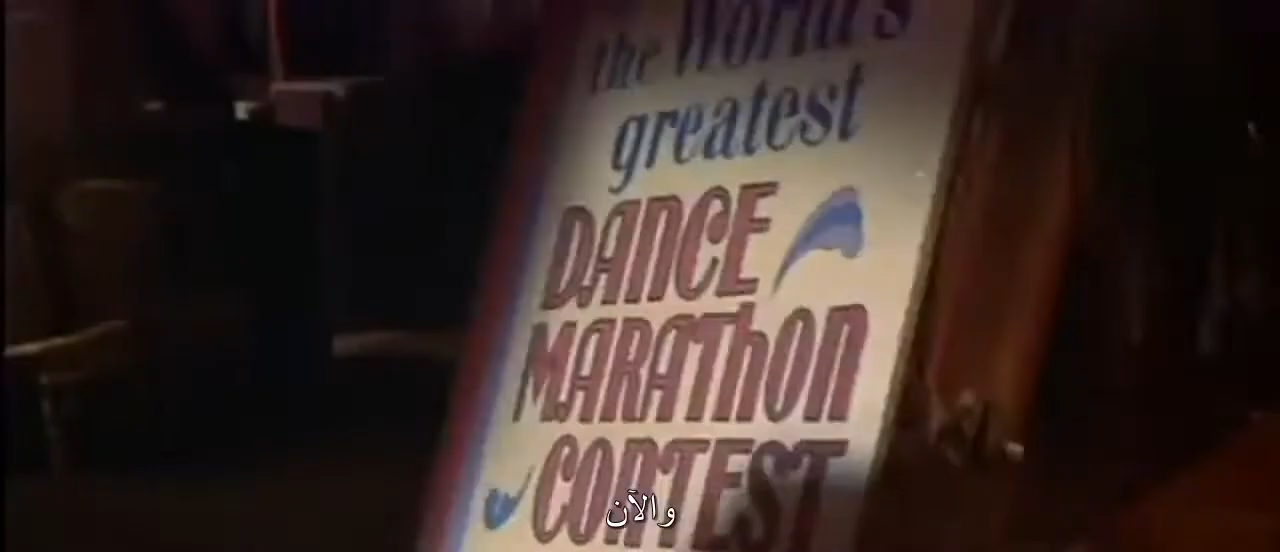 the World's
greatest
DANCE
MARAThON
CONTEST
والآن